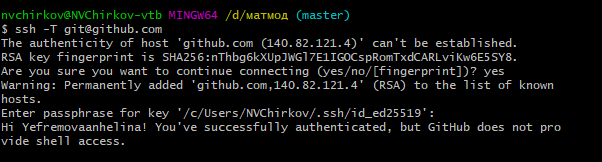 nvchirkov@NVChirkov-vtb MINGW64 /d/матмод (master)
$ ssh -T git@github.com
The authenticity of host 'github.com (140.82.121.4)' can't be established.
RSA key fingerprint is SHA256:nThbg6kXUpJWGl7E1IGOCspRomTxdCARLviKw6E5SY8.
Are you sure you want to continue connecting (yes/no/[fingerprint])? yes
Warning: Permanently added 'github.com,140.82.121.4' (RSA) to the list of known
hosts.
Enter passphrase for key '/c/Users/NVChirkov/.ssh/id_ed25519':
Hi Yefremovaanhelina! You've successfully authenticated, but GitHub does not pro
vide shell access.